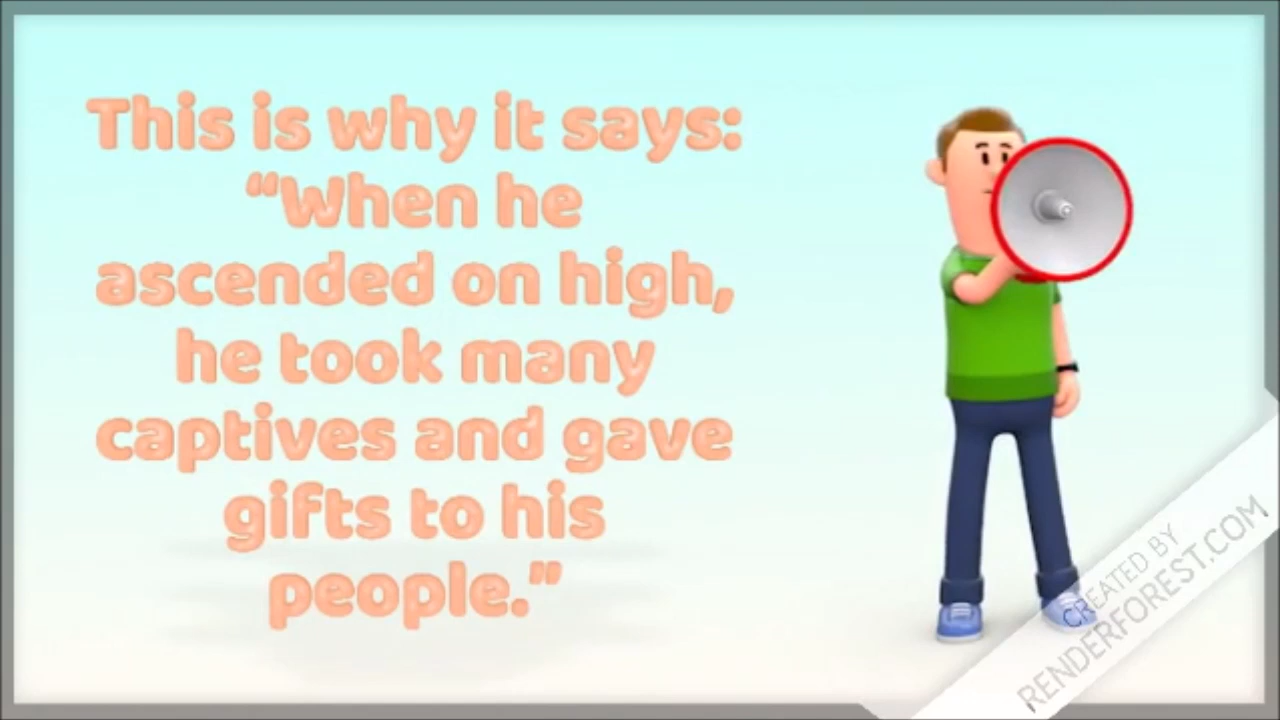 This is why it says:
“When he
ascended on high,
he took many
captives and gave
gifts to his
people.”
CREATED BY
RENDERFOREST.COM